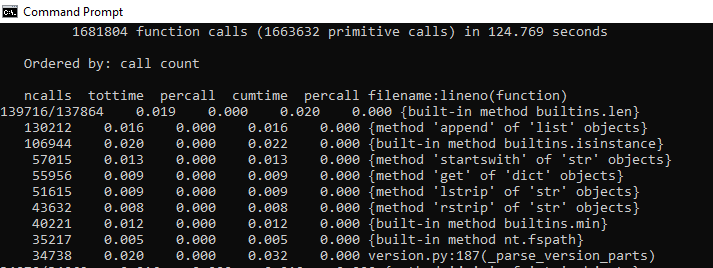 Command Prompt
1681804 function calls (1663632 primitive calls) in 124.769 seconds
Ordered by: call count
ncalls tottime percall cumtime percall filename:lineno(function)
139716/137864 0.019 0.000 0.020 0.000 {built-in method builtins.len}
130212 0.016 0.000 0.016 0.000 {method 'append' of 'list' objects}
106944 0.020 0.000 0.022 0.000 {built-in method builtins.isinstance}
57015 0.013 0.000 0.013 0.000 {method 'startswith' of 'str' objects}
55956 0.009 0.000 0.009 0.000 {method 'get' of 'dict' objects}
51615 0.009 0.000 0.009 0.000 {method 'lstrip' of 'str' objects}
43632 0.008 0.000 0.008 0.000 {method 'rstrip' of 'str' objects}
40221 0.012 0.000 0.012 0.000 {built-in method builtins.min}
35217 0.005 0.000 0.005 0.000 {built-in method nt.fspath}
34738 0.020 0.000 0.032 0.000 version.py:187(_parse_version_parts)